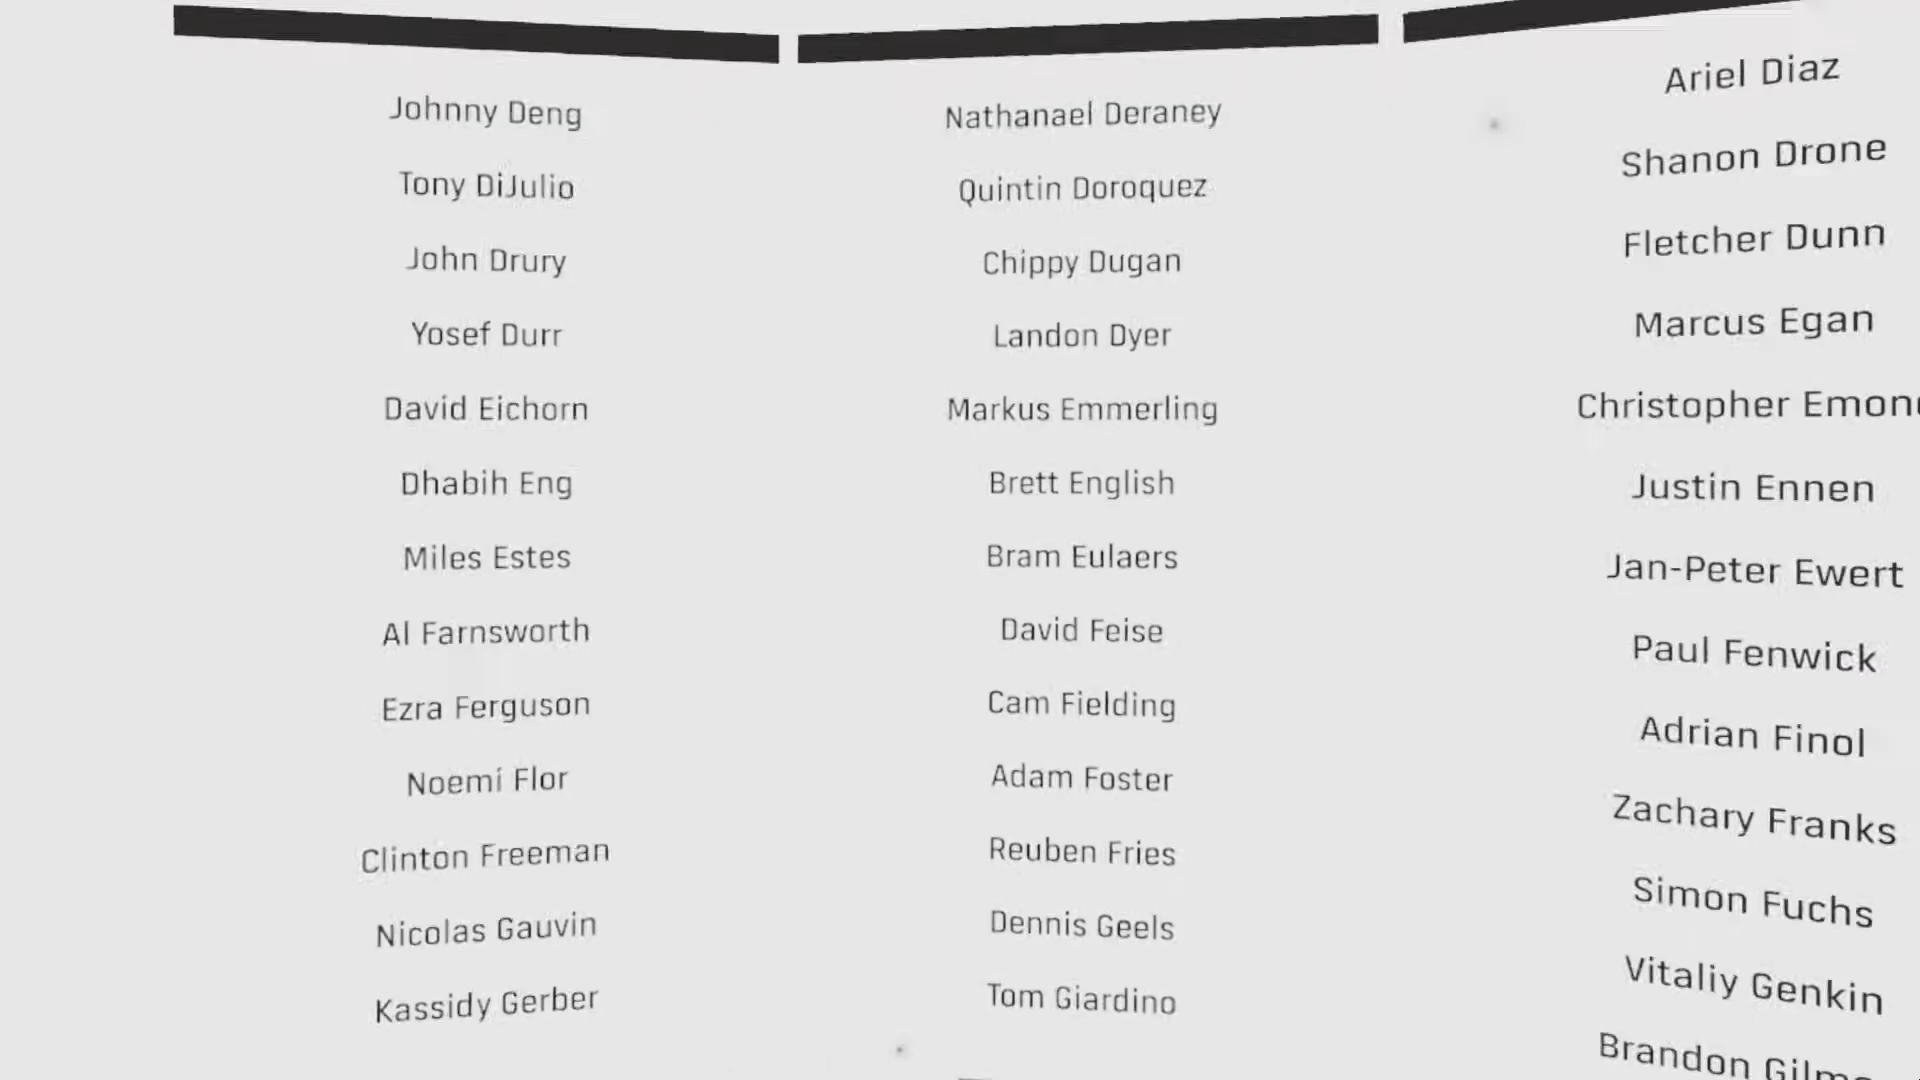 Johnny Deng
Tony DiJulio
John Drury
Yosef Durr
David Eichorn
Dhabih Eng
Miles Estes
Al Farnsworth
Ezra Ferguson
Noemi Flor
Clinton Freeman
Nicolas Gauvin
Kassidy Gerber
Nathanael Deraney
Quintin Doroquez
Chippy Dugan
Landon Dyer
Markus Emmerling
Brett English
Bram Eulaers
David Feise
Cam Fielding
Adam Foster
Reuben Fries
Dennis Geels
Tom Giardino
Ariel Diaz
Shanon Drone
Fletcher Dunn
Marcus Egan
Christopher
Justin Ennen
Jan-Peter Ewert
Paul Fenwick
Adrian Finol
Zachary Franks
Simon Fuchs
Vitaliy Genkin
Brandon